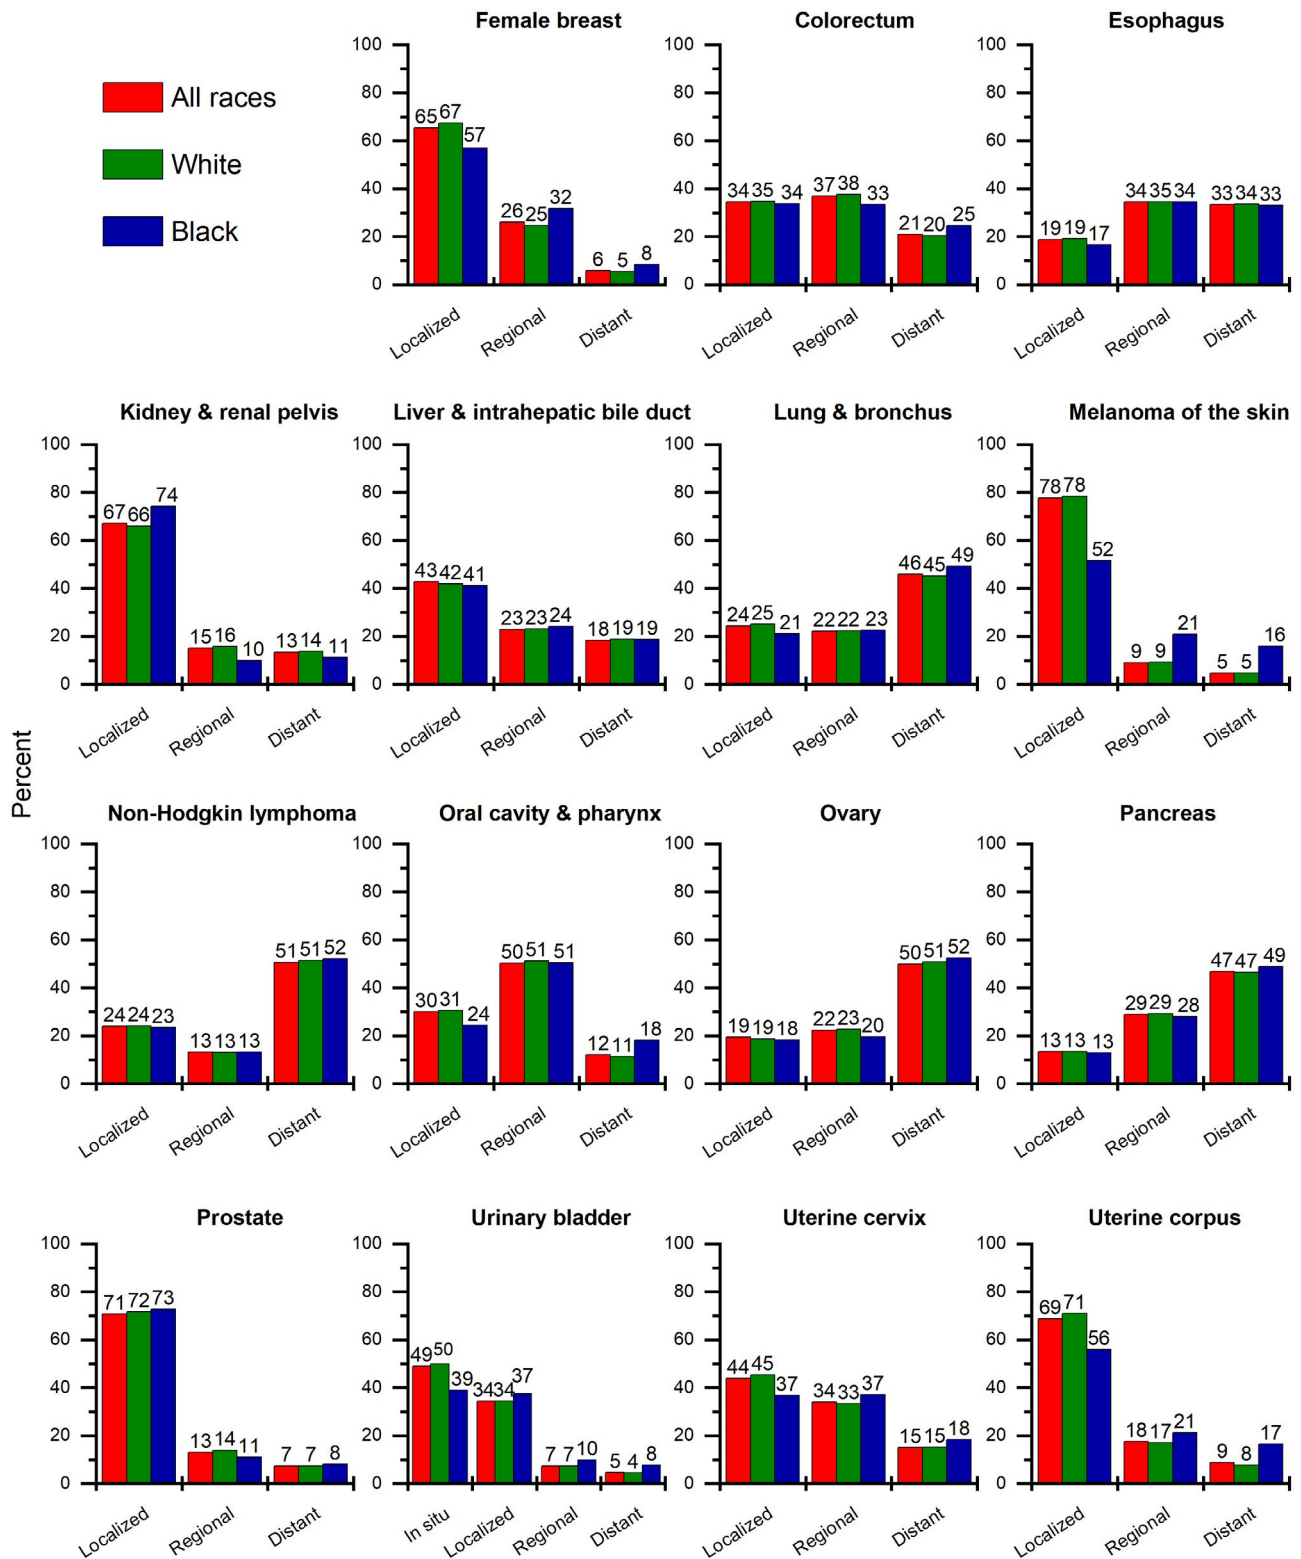 Female breast
Colorectum
Esophagus
All races
White
Black
100
80
60
40
20
0
65 67 57
26 25 32
6 5 8
Localized
Regional
Distant
100
80
60
40
20
0
34 35 34
37 38 33
21 20 25
Localized
Regional
Distant
100
80
60
40
20
0
19 19 17
34 35 34
33 34 33
Localized
Regional
Distant
Percent
Kidney & renal pelvis
100
80
60
40
20
0
67 66 74
15 16 10
13 14 11
Localized
Regional
Distant
Liver & intrahepatic bile duct
100
80
60
40
20
0
43 42 41
23 23 24
18 19 19
Localized
Regional
Distant
Lung & bronchus
100
80
60
40
20
0
24 25 21
22 22 23
46 45 49
Localized
Regional
Distant
Melanoma of the skin
100
80
60
40
20
0
78 78 52
9 9 21
5 5 16
Localized
Regional
Distant
Non-Hodgkin lymphoma
100
80
60
40
20
0
24 24 23
13 13 13
51 51 52
Localized
Regional
Distant
Oral cavity & pharynx
100
80
60
40
20
0
30 31 24
50 51 51
12 11 18
Localized
Regional
Distant
Ovary
100
80
60
40
20
0
19 19 18
22 23 20
50 51 52
Localized
Regional
Distant
Pancreas
100
80
60
40
20
0
13 13 13
29 29 28
47 47 49
Localized
Regional
Distant
Prostate
100
80
60
40
20
0
71 72 73
13 14 11
7 7 8
Localized
Regional
Distant
Urinary bladder
100
80
60
40
20
0
49 50 39
34 34 37
7 7 10
5 4 8
In situ
Localized
Regional
Distant
Uterine cervix
100
80
60
40
20
0
44 45 37
34 33 37
15 15 18
Localized
Regional
Distant
Uterine corpus
100
80
60
40
20
0
69 71 56
18 17 21
9 8 17
Localized
Regional
Distant